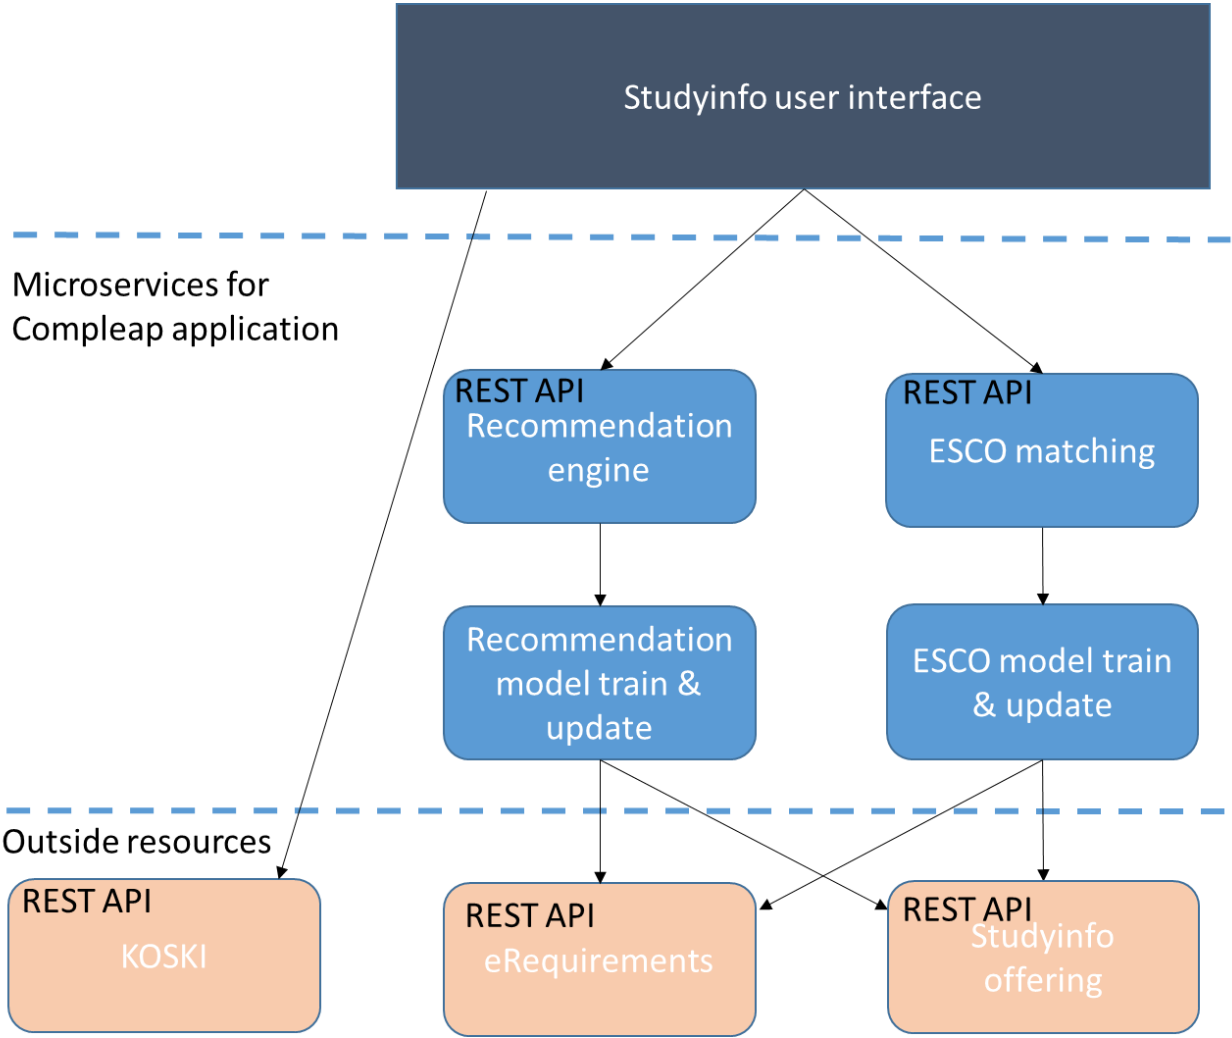 Studyinfo user interface
Microservices for
Compleap application
REST API
Recommendation
engine
REST API
ESCO matching
Recommendation
model train &
update
ESCO model train
& update
Outside resources
REST API
KOSKI
REST API
eRequirements
REST API
Studyinfo
offering